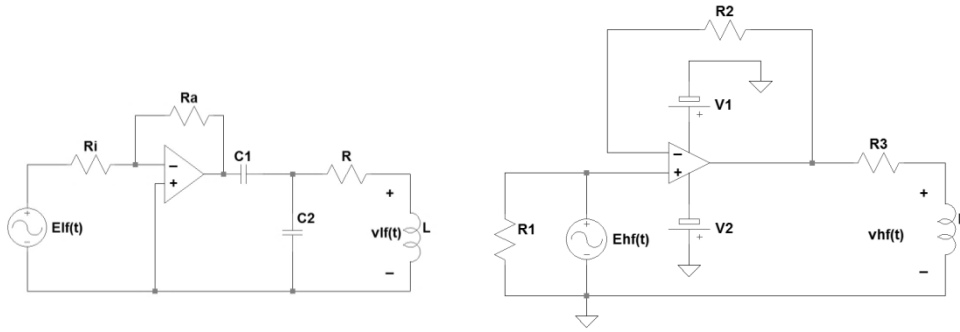 Ra
Ri
−
+
C1
R
+
Elf(t)
+
−
C2
vlf(t)
L
−
R2
V1
+
−
+
R3
R1
+
−
Ehf(t)
V2
+
+
vhf(t)
−